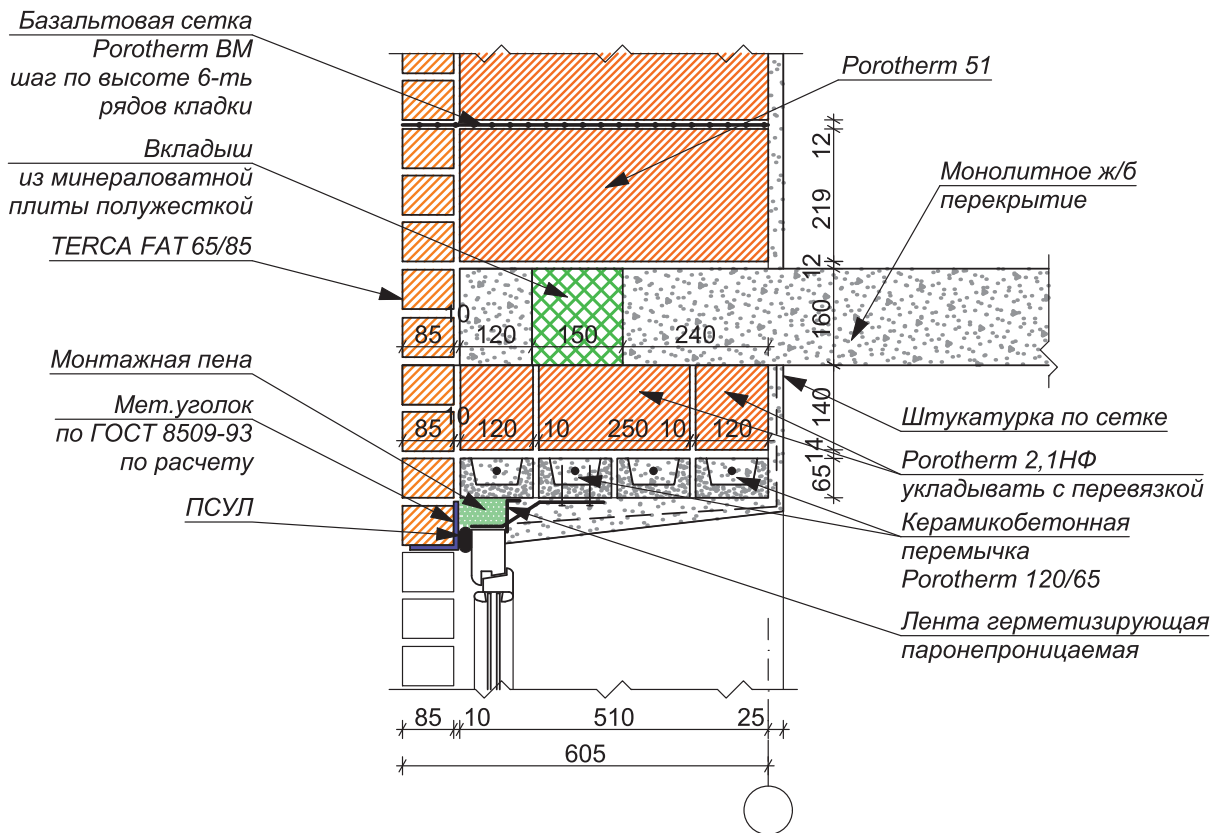 Базальтовая сетка
Porotherm BM
шаг по высоте 6-ть
рядов кладки
Вкладыш
из минераловатной
плиты полужесткой
TERCA FAT 65/85
Монтажная пена
Мет.уголок
по ГОСТ 8509-93
по расчету
ПСУЛ
Porotherm 51
Монолитное ж/б
перекрытие
Штукатурка по сетке
Porotherm 2,1НФ
укладывать с перевязкой
Керамикобетонная
перемычка
Porotherm 120/65
Лента герметизирующая
паронепроницаемая
12
219
12
160
140
14
65
85 10 120 150 240
85 10 120 10 250 10 120
85 10 510 25
605